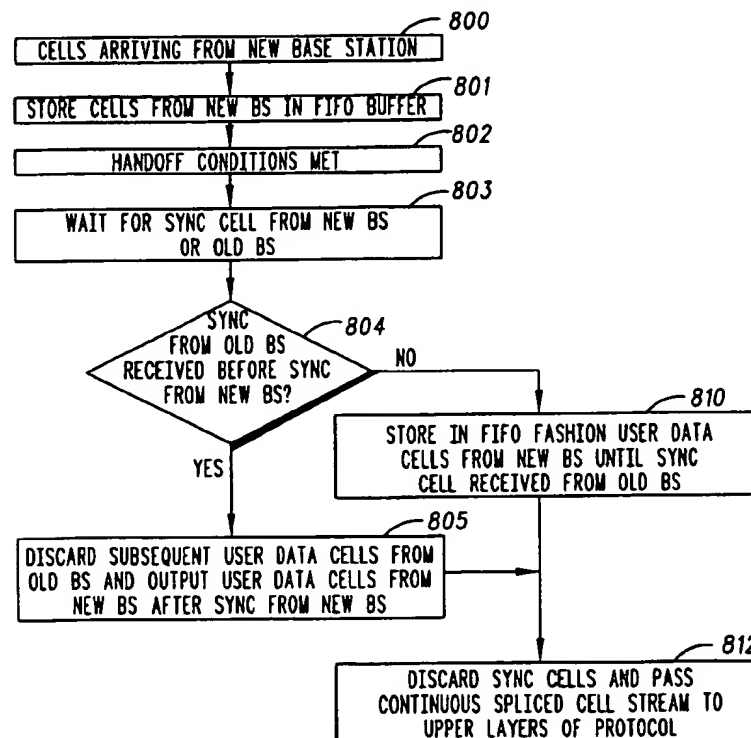 800
CELLS ARRIVING FROM NEW BASE STATION
801
STORE CELLS FROM NEW BS IN FIFO BUFFER
802
HANDOFF CONDITIONS MET
803
WAIT FOR SYNC CELL FROM NEW BS
OR OLD BS
804
SYNC
FROM OLD BS
RECEIVED BEFORE SYNC
FROM NEW BS?
NO
YES
810
STORE IN FIFO FASHION USER DATA
CELLS FROM NEW BS UNTIL SYNC
CELL RECEIVED FROM OLD BS
805
DISCARD SUBSEQUENT USER DATA CELLS FROM
OLD BS AND OUTPUT USER DATA CELLS FROM
NEW BS AFTER SYNC FROM NEW BS
812
DISCARD SYNC CELLS AND PASS
CONTINUOUS SPLICED CELL STREAM TO
UPPER LAYERS OF PROTOCOL